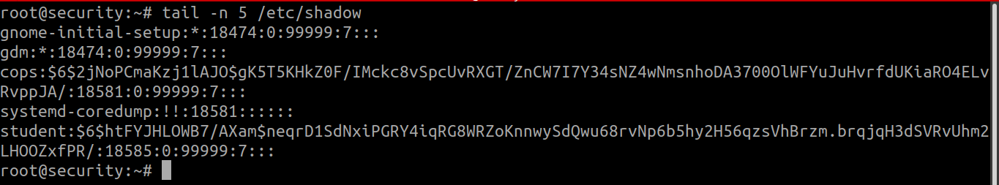 root@security:~# tail -n 5 /etc/shadow
gnome-initial-setup:*:18474:0:99999:7:::
gdm:*:18474:0:99999:7:::
cops:$6$2jNoPCmaKzj1lAJO$gK5T5KHkZ0F/IMckc8vSpcUvRXGT/ZnCW7I7Y34sNZ4wNmsnhoDA3700OlWFYuJuHvrfdUKiaRO4ELv
RvppJA/:18581:0:99999:7:::
systemd-coredump:!!:18581::::::
student:$6$htFYJHLOWB7/AXam$neqrD1SdNxiPGRY4iqRG8WRZoKnnwySdQwu68rvNp6b5hy2H56qzsVhBrzm.brqjqH3dSVRvUhm2
LHOOZxfPR/:18585:0:99999:7:::
root@security:~#